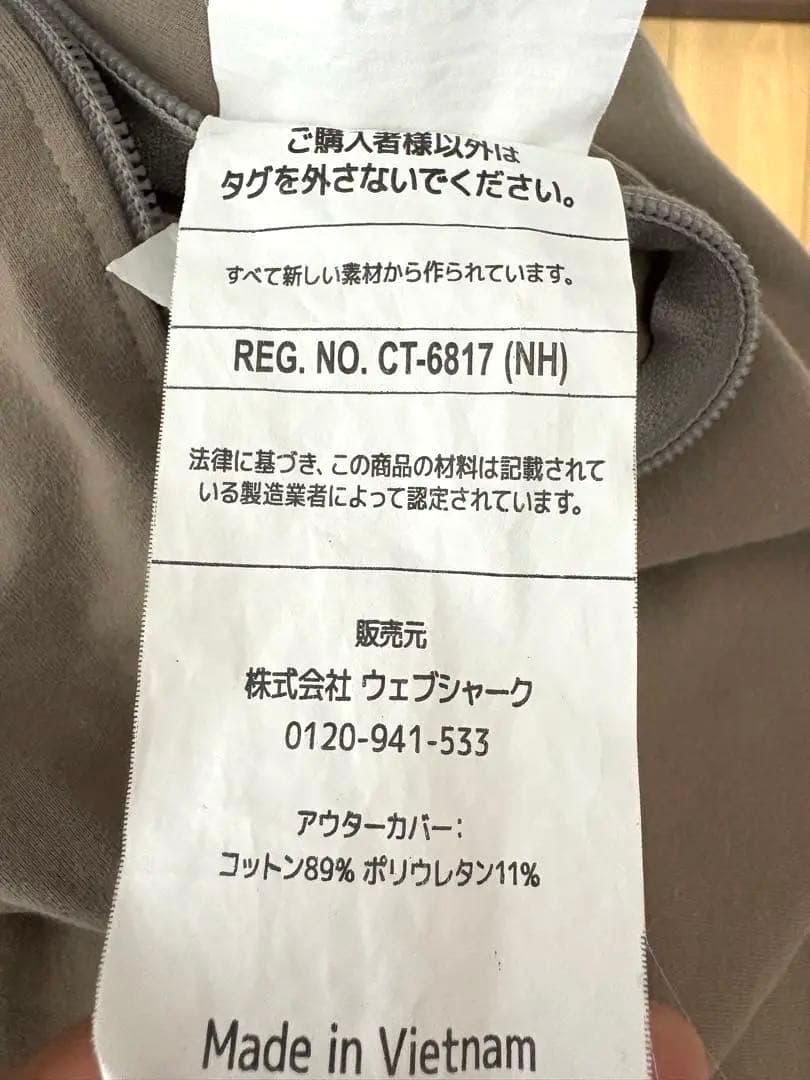 ご購入者様以外は
タグを外さないでください。
すべて新しい素材から作られています。
REG. NO. CT-6817 (NH)
法律に基づき、この商品の材料は記載されて
いる製造業者によって認定されています。
販売元
株式会社 ウェブシャーク
0120-941-533
アウターカバー：
コットン89% ポリウレタン11%
Made in Vietnam